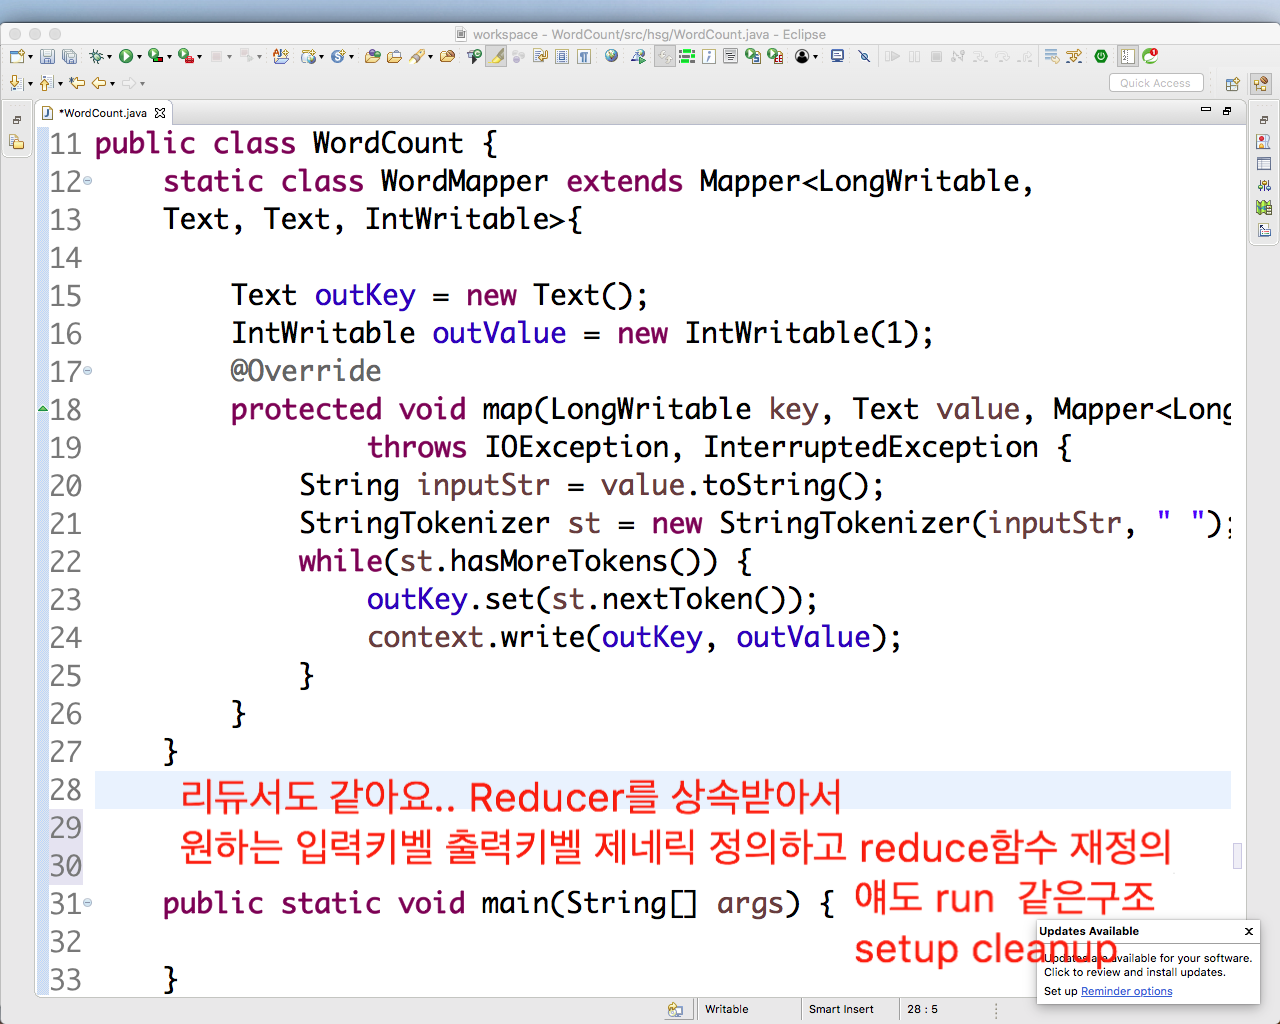 workspace - WordCount/src/hsg/WordCount.java - Eclipse
Quick Access
*WordCount.java
11 public class WordCount {
12 static class WordMapper extends Mapper<LongWritable,
13 Text, Text, IntWritable>{
14
15 Text outKey = new Text();
16 IntWritable outValue = new IntWritable(1);
17 @Override
18 protected void map(LongWritable key, Text value, Mapper<Long
19 throws IOException, InterruptedException {
20 String inputStr = value.toString();
21 StringTokenizer st = new StringTokenizer(inputStr, " ");
22 while(st.hasMoreTokens()) {
23 outKey.set(st.nextToken());
24 context.write(outKey, outValue);
25 }
26 }
27 }
28
리듀서도 같아요.. Reducer를 상속받아서
29
원하는 입력키벨 출력키벨 제네릭 정의하고 reduce함수 재정의
30
31 public static void main(String[] args) {
얘도 run 같은구조
32
setup cleanup
33 }
Updates Available
Updates are available for your software.
Click to review and install updates.
Set up Reminder options
Writable
Smart Insert
28 : 5